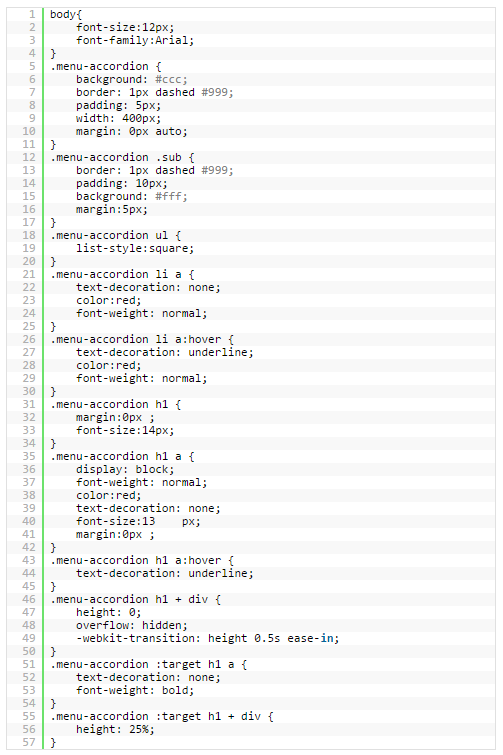 1 body{
2     font-size:12px;
3     font-family:Arial;
4 }
5 .menu-accordion {
6     background: #ccc;
7     border: 1px dashed #999;
8     padding: 5px;
9     width: 400px;
10     margin: 0px auto;
11 }
12 .menu-accordion .sub {
13     border: 1px dashed #999;
14     padding: 10px;
15     background: #fff;
16     margin:5px;
17 }
18 .menu-accordion ul {
19     list-style:square;
20 }
21 .menu-accordion li a {
22     text-decoration: none;
23     color:red;
24     font-weight: normal;
25 }
26 .menu-accordion li a:hover {
27     text-decoration: underline;
28     color:red;
29     font-weight: normal;
30 }
31 .menu-accordion h1 {
32     margin:0px ;
33     font-size:14px;
34 }
35 .menu-accordion h1 a {
36     display: block;
37     font-weight: normal;
38     color:red;
39     text-decoration: none;
40     font-size:13    px;
41     margin:0px ;
42 }
43 .menu-accordion h1 a:hover {
44     text-decoration: underline;
45 }
46 .menu-accordion h1 + div {
47     height: 0;
48     overflow: hidden;
49     -webkit-transition: height 0.5s ease-in;
50 }
51 .menu-accordion :target h1 a {
52     text-decoration: none;
53     font-weight: bold;
54 }
55 .menu-accordion :target h1 + div {
56     height: 25%;
57 }